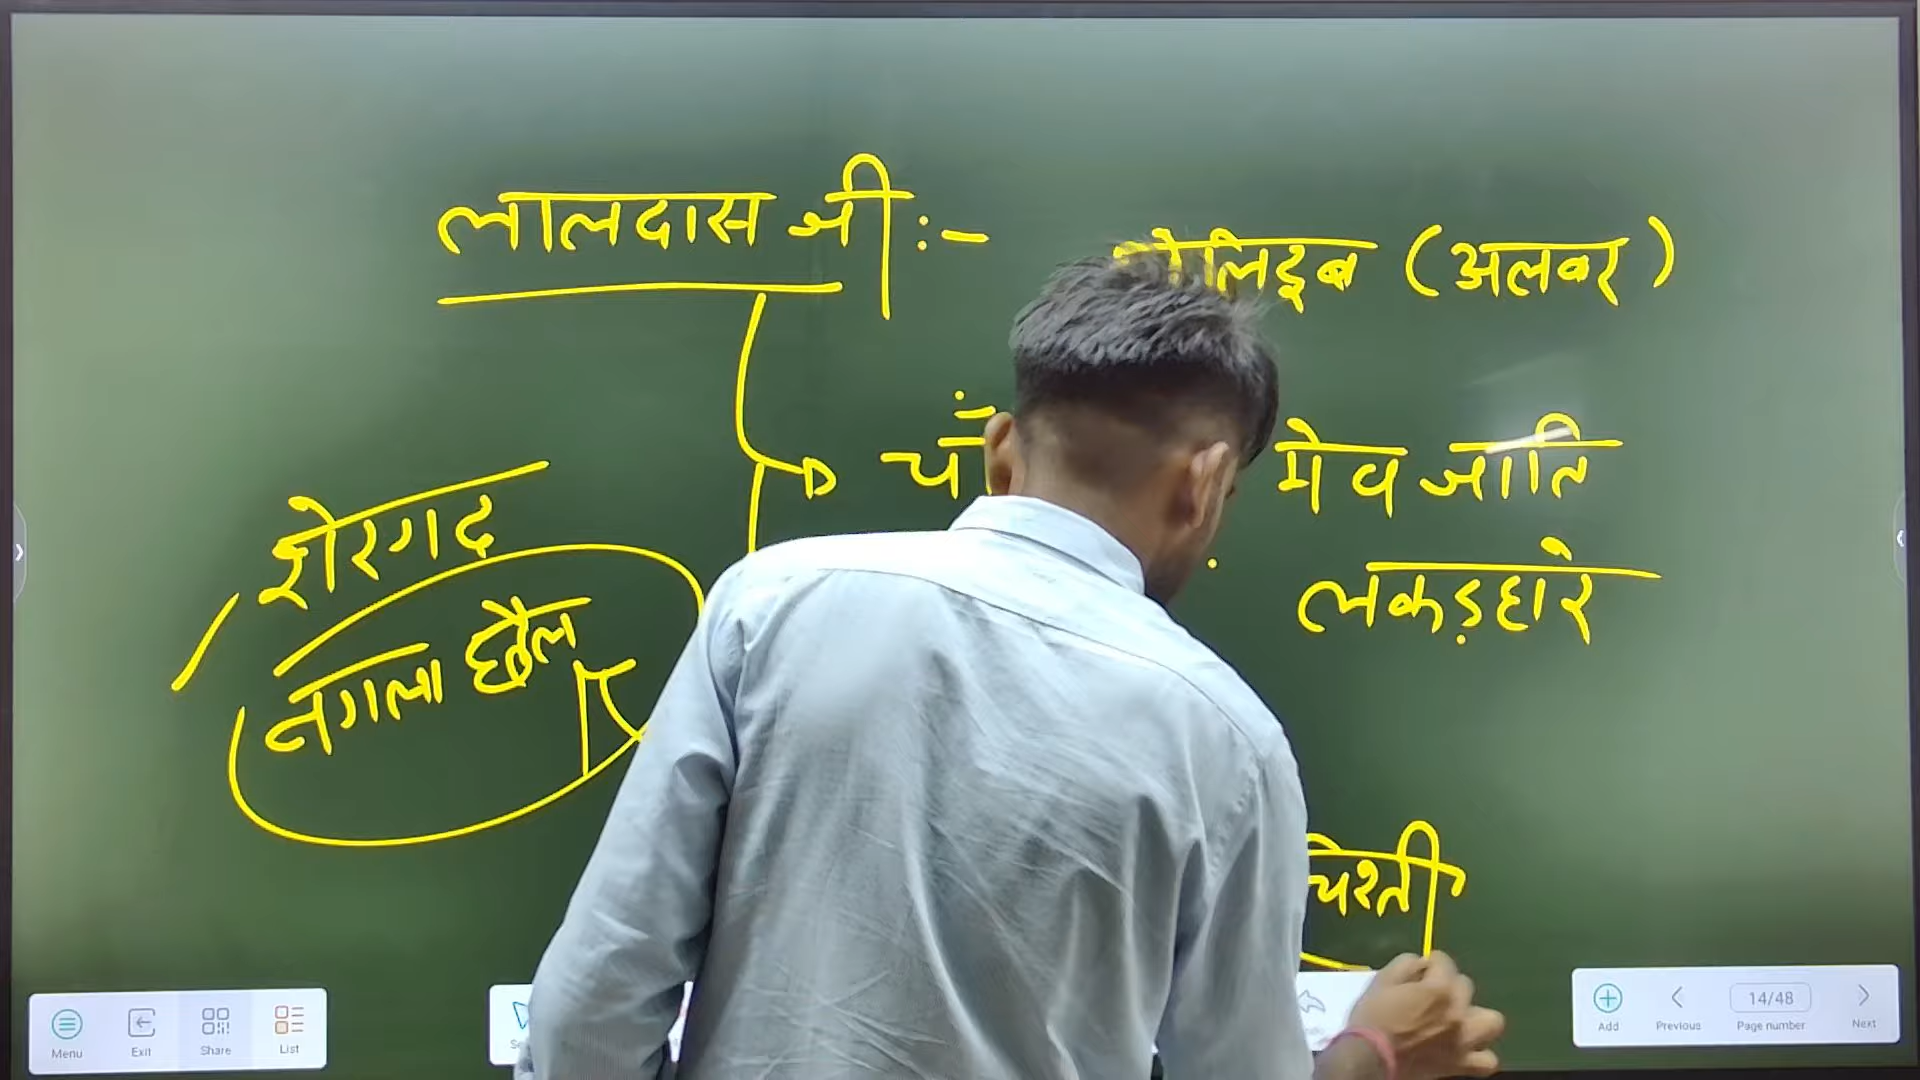 लालदास जी :-
(अलवर)
मेव जाति
लकड़हारे
शेरगढ
नगला छैल
चिश्ती
Menu
Exit
Share
List
Add
Previous
14/48
Page number
Next